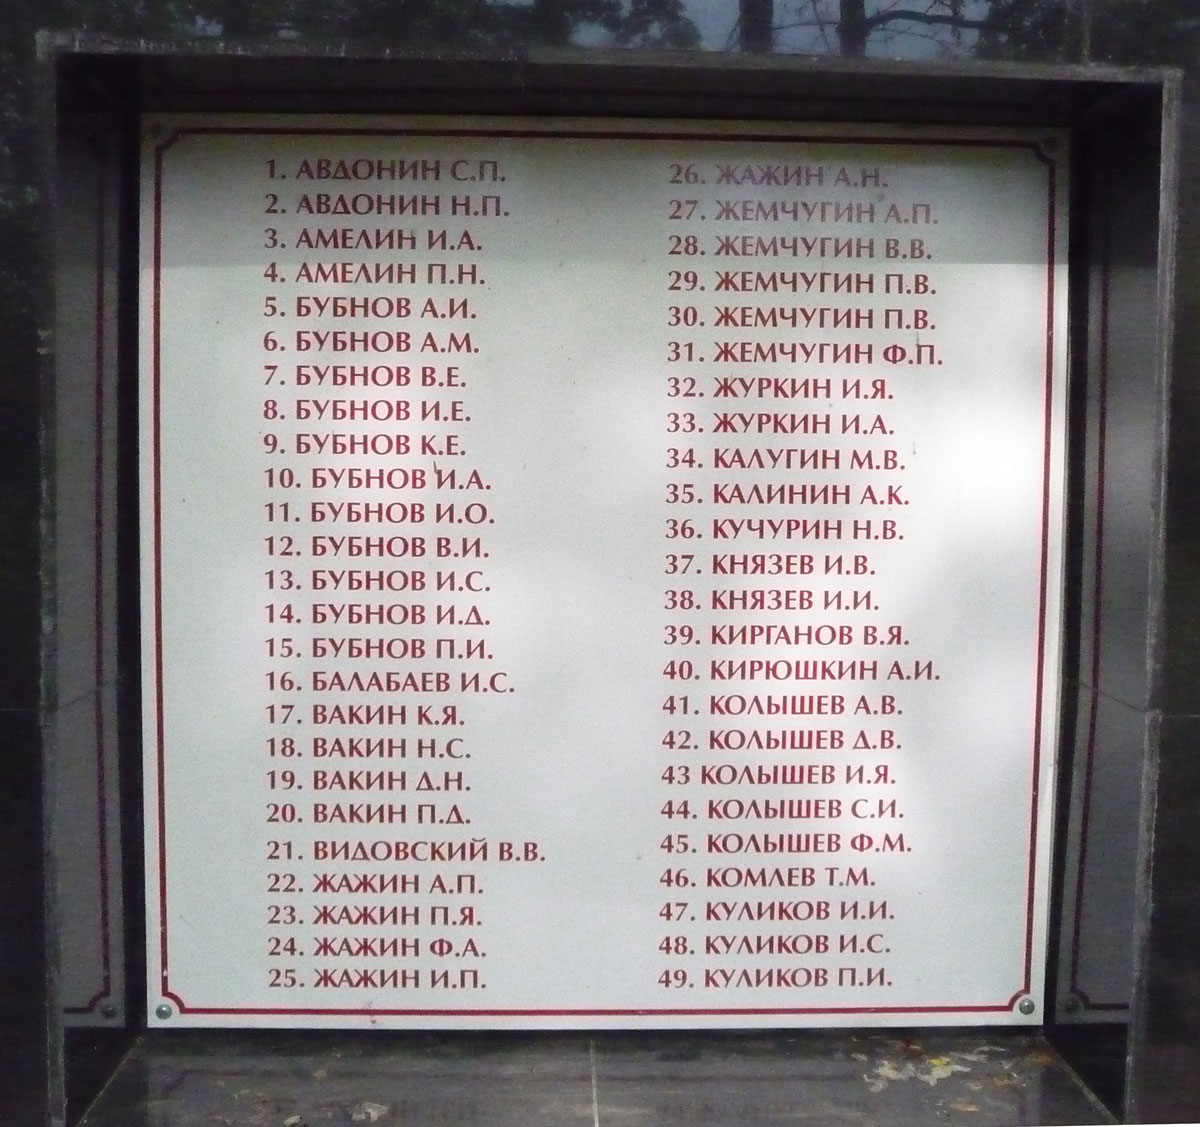 1. АВДОНИН С.П.
2. АВДОНИН Н.П.
3. АМЕЛИН И.А.
4. АМЕЛИН П.Н.
5. БУБНОВ А.И.
6. БУБНОВ А.М.
7. БУБНОВ В.Е.
8. БУБНОВ И.Е.
9. БУБНОВ К.Е.
10. БУБНОВ И.А.
11. БУБНОВ И.О.
12. БУБНОВ В.И.
13. БУБНОВ И.С.
14. БУБНОВ И.Д.
15. БУБНОВ П.И.
16. БАЛАБАЕВ И.С.
17. ВАКИН К.Я.
18. ВАКИН Н.С.
19. ВАКИН Д.Н.
20. ВАКИН П.Д.
21. ВИДОВСКИЙ В.В.
22. ЖАЖИН А.П.
23. ЖАЖИН П.Я.
24. ЖАЖИН Ф.А.
25. ЖАЖИН И.П.
26. ЖАЖИН А.Н.
27. ЖЕМЧУГИН А.П.
28. ЖЕМЧУГИН В.В.
29. ЖЕМЧУГИН П.В.
30. ЖЕМЧУГИН П.В.
31. ЖЕМЧУГИН Ф.П.
32. ЖУРКИН И.Я.
33. ЖУРКИН И.А.
34. КАЛУГИН М.В.
35. КАЛИНИН А.К.
36. КУЧУРИН Н.В.
37. КНЯЗЕВ И.В.
38. КНЯЗЕВ И.И.
39. КИРГАНОВ В.Я.
40. КИРЮШКИН А.И.
41. КОЛЫШЕВ А.В.
42. КОЛЫШЕВ Д.В.
43 КОЛЫШЕВ И.Я.
44. КОЛЫШЕВ С.И.
45. КОЛЫШЕВ Ф.М.
46. КОМЛЕВ Т.М.
47. КУЛИКОВ И.И.
48. КУЛИКОВ И.С.
49. КУЛИКОВ П.И.